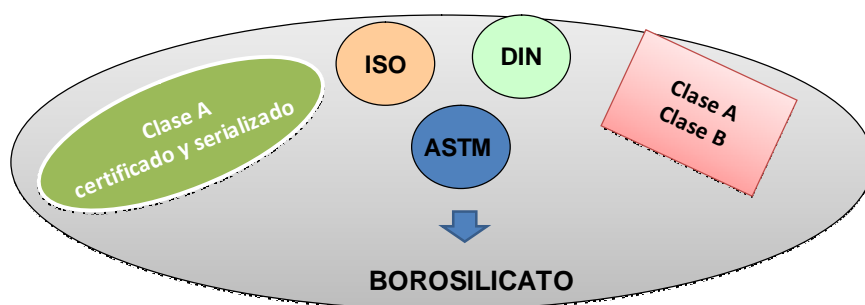 ISO
DIN
Clase A
certificado y serializado
Clase A
Clase B
ASTM
BOROSILICATO